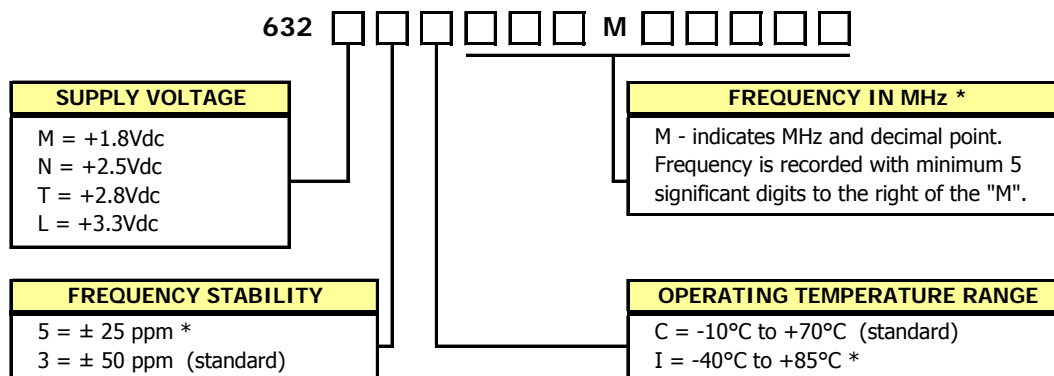 632 M
SUPPLY VOLTAGE
M = +1.8Vdc
N = +2.5Vdc
T = +2.8Vdc
L = +3.3Vdc
FREQUENCY IN MHz *
M - indicates MHz and decimal point.
Frequency is recorded with minimum 5
significant digits to the right of the "M".
FREQUENCY STABILITY
5 = ± 25 ppm *
3 = ± 50 ppm (standard)
OPERATING TEMPERATURE RANGE
C = -10°C to +70°C (standard)
I = -40°C to +85°C *